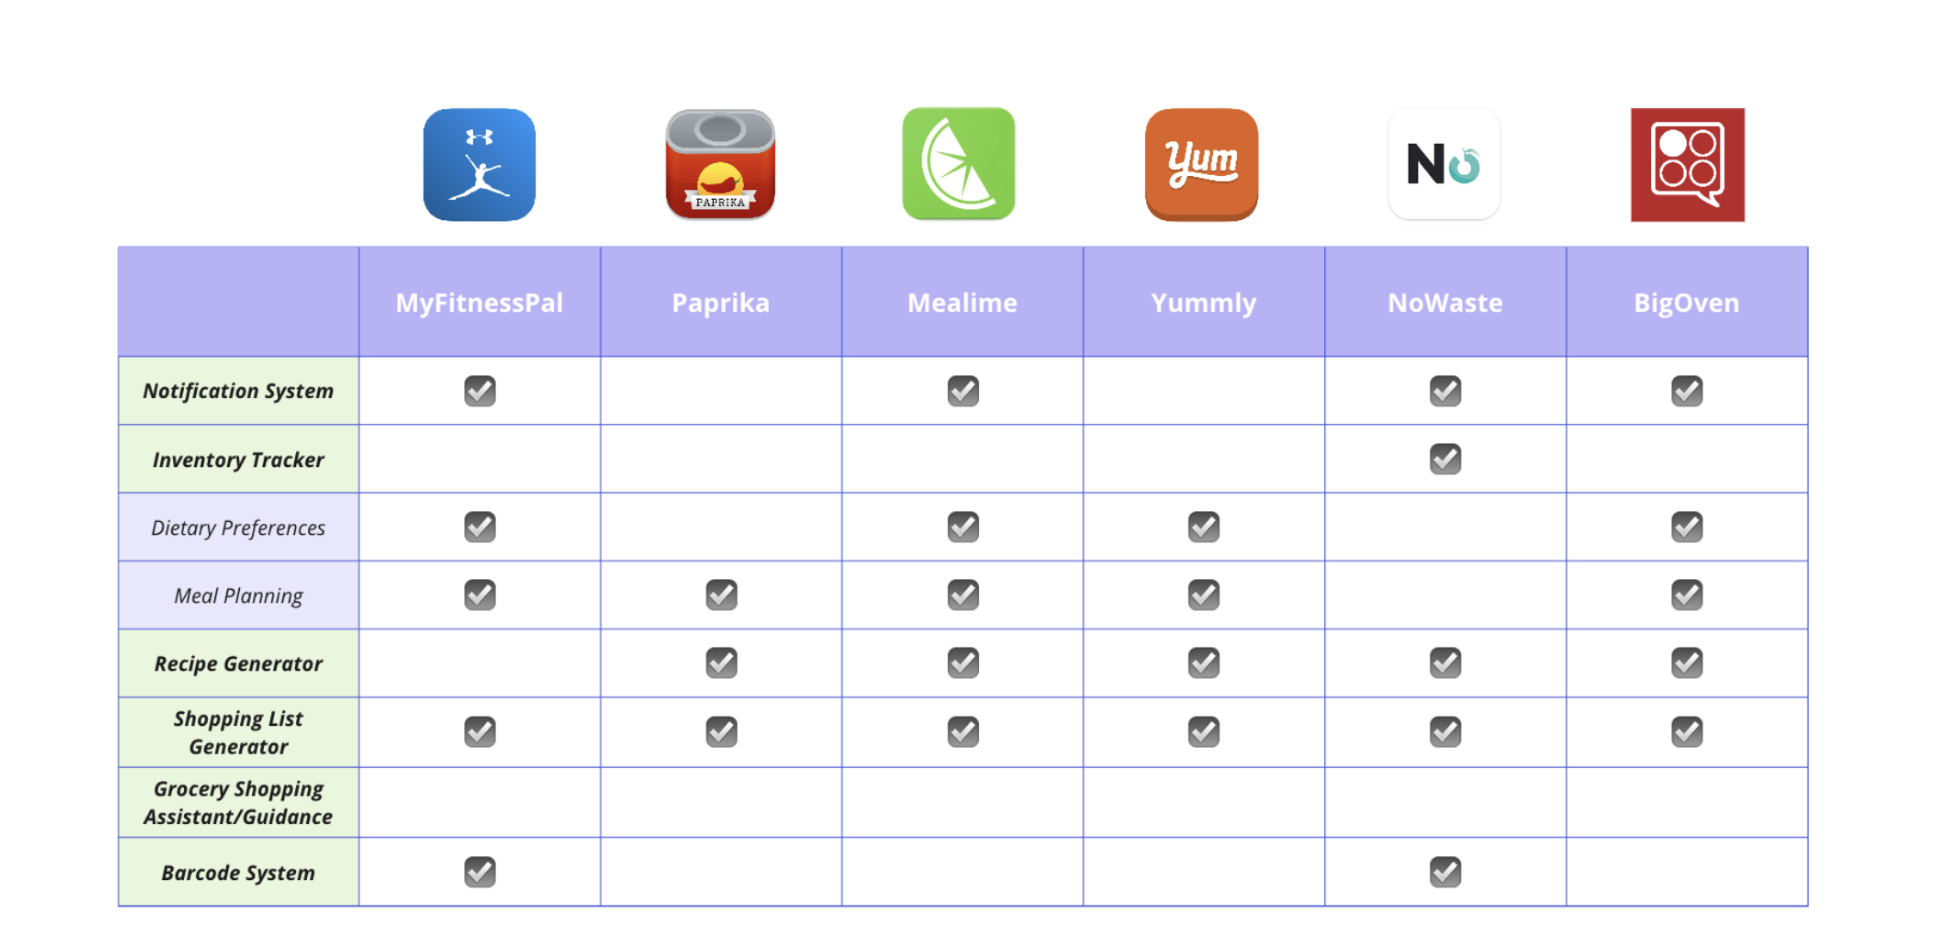 PAPRIKA
Yum
No
MyFitnessPal Paprika Mealime Yummly NoWaste BigOven
Notification System
Inventory Tracker
Dietary Preferences
Meal Planning
Recipe Generator
Shopping List
Generator
Grocery Shopping
Assistant/Guidance
Barcode System